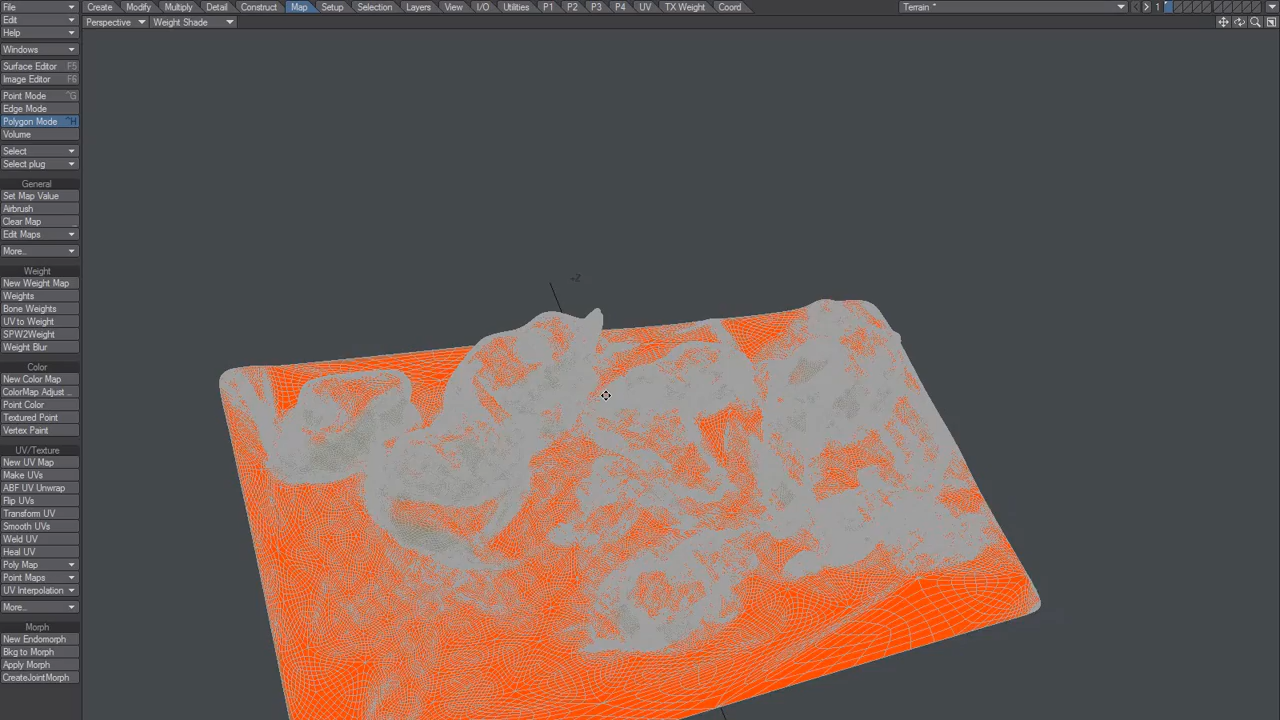 File Create Modify Multiply Detail Construct Map Setup Selection Layers View I/O Utilities P1 P2 P3 P4 UV TX Weight Coord Terrain * 1
Edit Perspective Weight Shade
Help
Windows
Surface Editor F5
Image Editor F6
Point Mode ^G
Edge Mode
Polygon Mode ^H
Volume
Select
Select plug
General
Set Map Value
Airbrush
Clear Map _
Edit Maps
More...
Weight
New Weight Map
Weights
Bone Weights
UV to Weight
SPW2Weight
Weight Blur
Color
New Color Map
ColorMap Adjust ...
Point Color
Textured Point
Vertex Paint
UV/Texture
New UV Map
Make UVs
ABF UV Unwrap
Flip UVs
Transform UV
Smooth UVs
Weld UV
Heal UV
Poly Map
Point Maps
UV Interpolation
More...
Morph
New Endomorph
Bkg to Morph
Apply Morph
CreateJointMorph
+Z